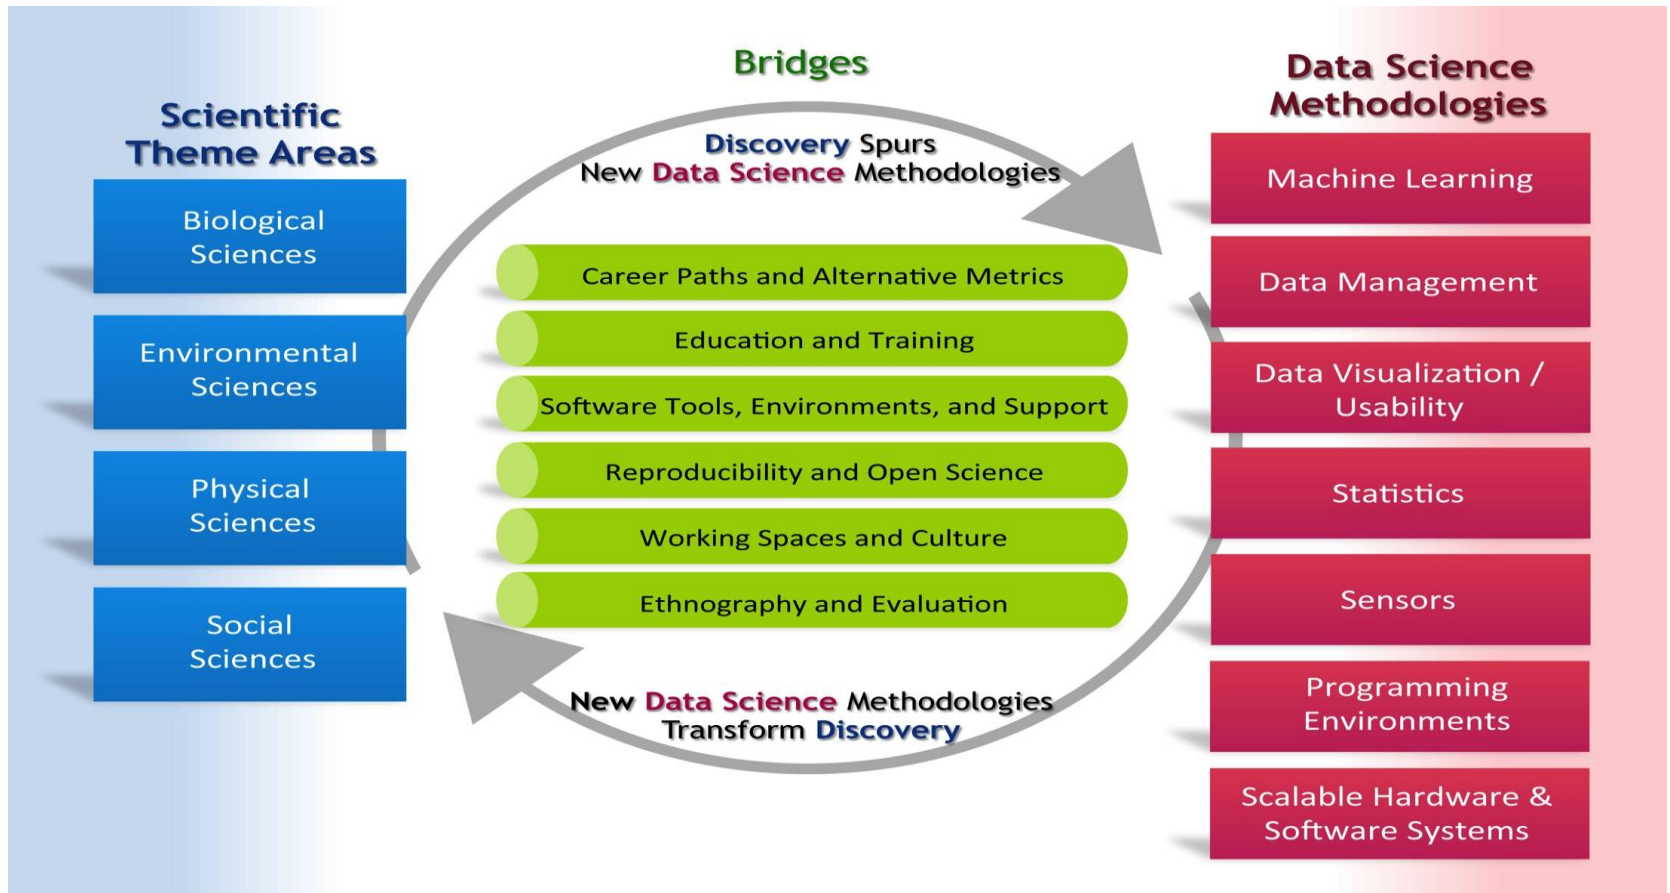 Scientific
Theme Areas
Biological
Sciences
Environmental
Sciences
Physical
Sciences
Social
Sciences
Bridges
Discovery Spurs
New Data Science Methodologies
Career Paths and Alternative Metrics
Education and Training
Software Tools, Environments, and Support
Reproducibility and Open Science
Working Spaces and Culture
Ethnography and Evaluation
New Data Science Methodologies
Transform Discovery
Data Science
Methodologies
Machine Learning
Data Management
Data Visualization /
Usability
Statistics
Sensors
Programming
Environments
Scalable Hardware &
Software Systems